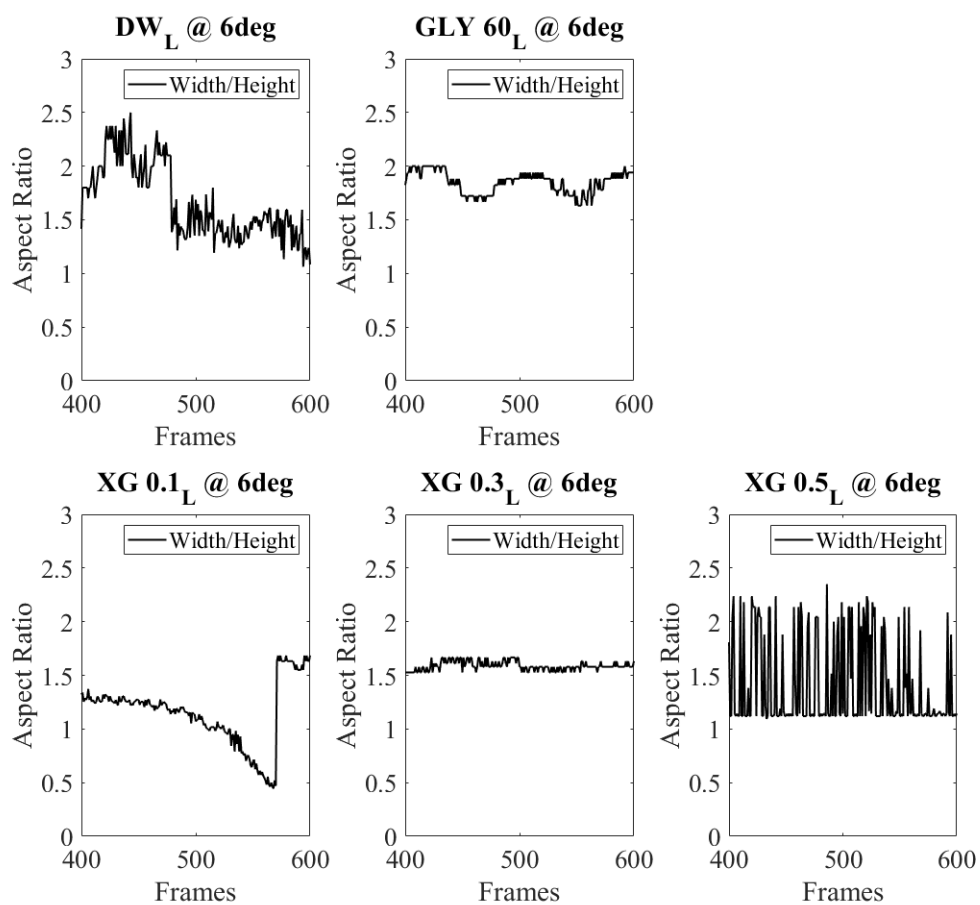 DW_L @ 6deg
Width/Height
Aspect Ratio
3
2.5
2
1.5
1
0.5
0
400 500 600
Frames
GLY 60_L @ 6deg
Width/Height
Aspect Ratio
3
2.5
2
1.5
1
0.5
0
400 500 600
Frames
XG 0.1_L @ 6deg
Width/Height
Aspect Ratio
3
2.5
2
1.5
1
0.5
0
400 500 600
Frames
XG 0.3_L @ 6deg
Width/Height
Aspect Ratio
3
2.5
2
1.5
1
0.5
0
400 500 600
Frames
XG 0.5_L @ 6deg
Width/Height
Aspect Ratio
3
2.5
2
1.5
1
0.5
0
400 500 600
Frames